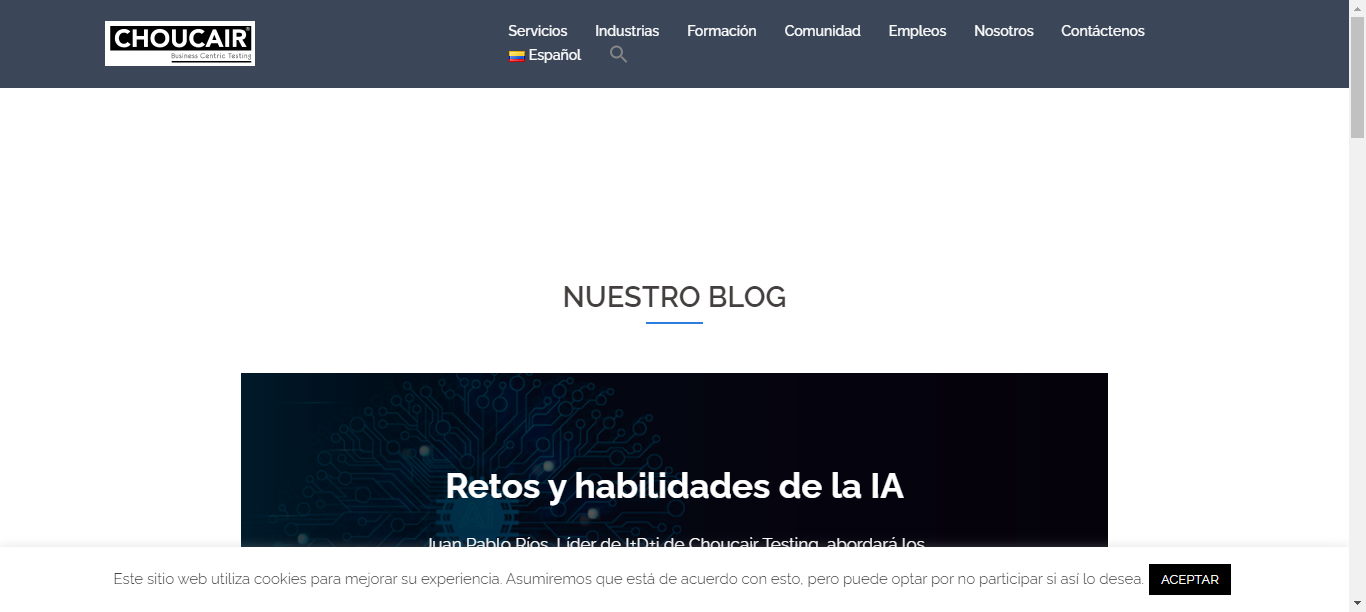 CHOUCAIR
Business Centric Testing
Servicios Industrias Formación Comunidad Empleos Nosotros Contáctenos
Español
NUESTRO BLOG
Retos y habilidades de la IA
Juan Pablo Ríos, Líder de I+D+i de Choucair Testing, abordará los
Este sitio web utiliza cookies para mejorar su experiencia. Asumiremos que está de acuerdo con esto, pero puede optar por no participar si así lo desea. ACEPTAR